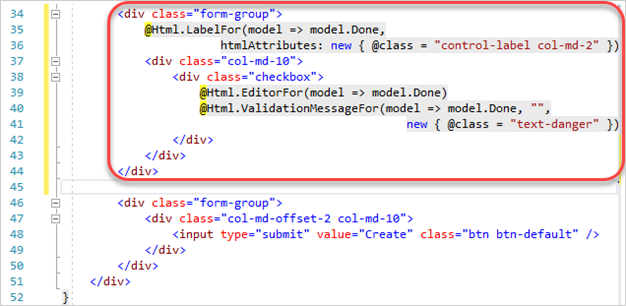 34 <div class="form-group">
35 @Html.LabelFor(model => model.Done,
36 htmlAttributes: new { @class = "control-label col-md-2" })
37 <div class="col-md-10">
38 <div class="checkbox">
39 @Html.EditorFor(model => model.Done)
40 @Html.ValidationMessageFor(model => model.Done, "",
41 new { @class = "text-danger" })
42 </div>
43 </div>
44 </div>
45
46 <div class="form-group">
47 <div class="col-md-offset-2 col-md-10">
48 <input type="submit" value="Create" class="btn btn-default" />
49 </div>
50 </div>
51 </div>
52 }